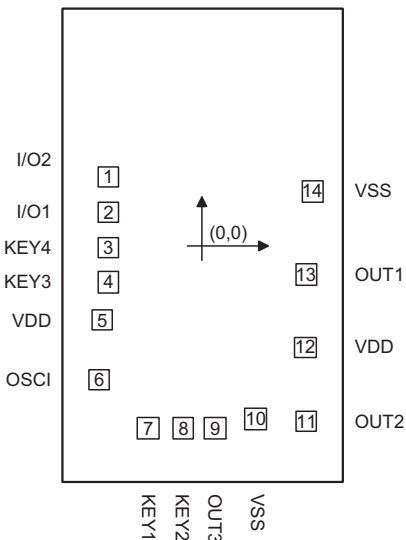 I/O2
1
14
VSS
I/O1
2
(0,0)
KEY4
3
KEY3
4
13
OUT1
VDD
5
12
VDD
OSCI
6
7
8
9
10
11
OUT2
KEY1
KEY2
OUT3
VSS